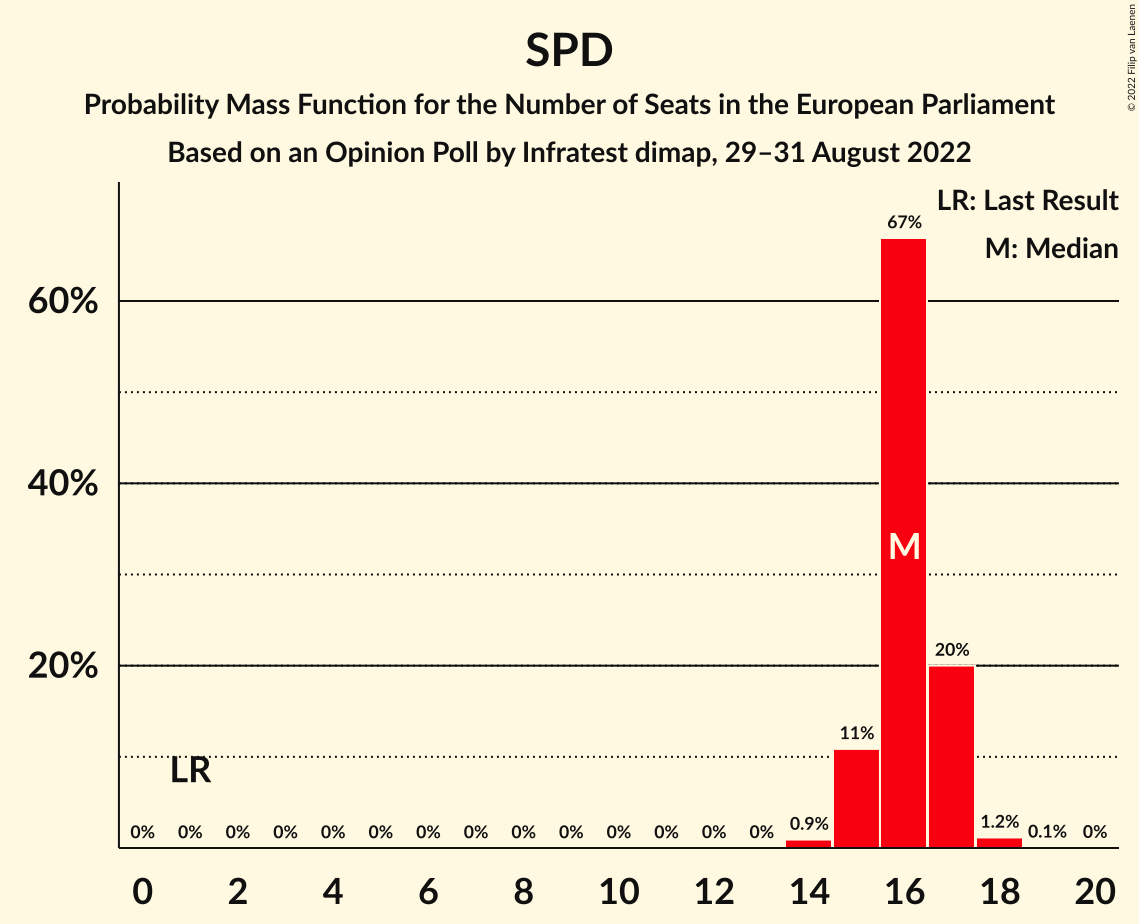 SPD
Probability Mass Function for the Number of Seats in the European Parliament
Based on an Opinion Poll by Infratest dimap, 29–31 August 2022
© 2022 Filip van Laenen
LR: Last Result
M: Median
67%
60%
40%
M
20%
20%
11%
LR
0% 0% 0% 0% 0% 0% 0% 0% 0% 0% 0% 0% 0% 0% 0.9% 1.2% 0.1% 0%
0 2 4 6 8 10 12 14 16 18 20